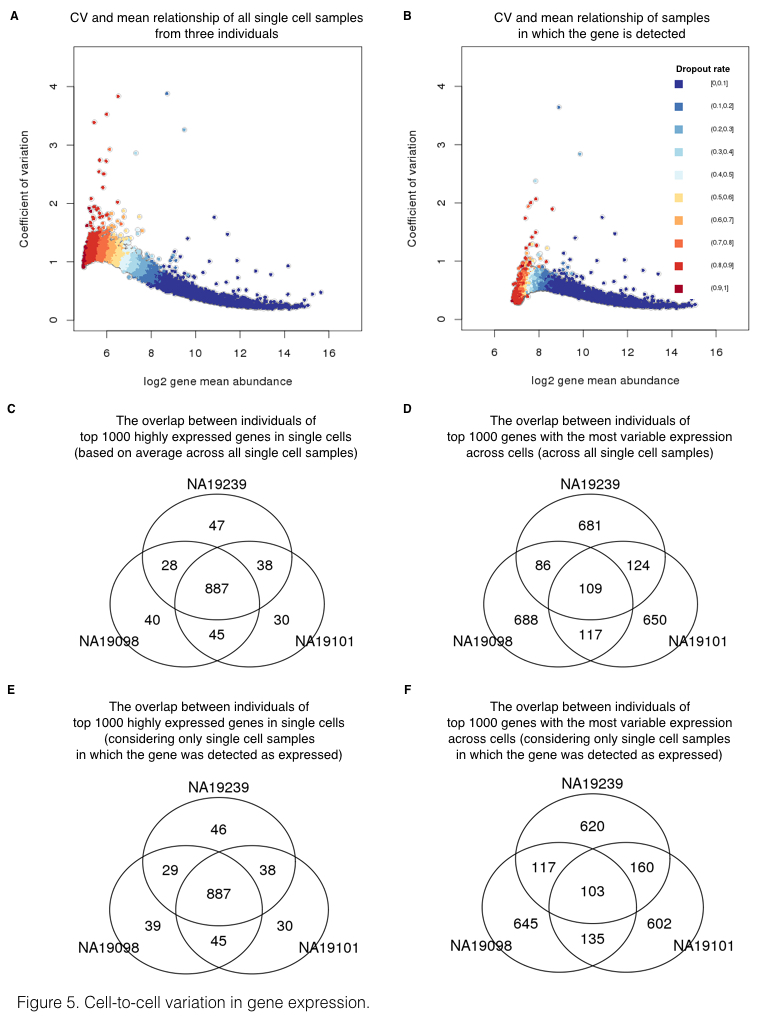 A
CV and mean relationship of all single cell samples
from three individuals
Coefficient of variation
4
3
2
1
0
6 8 10 12 14 16
log2 gene mean abundance
B
CV and mean relationship of samples
in which the gene is detected
Coefficient of variation
4
3
2
1
0
6 8 10 12 14 16
log2 gene mean abundance
Dropout rate
[0,0.1]
(0.1,0.2]
(0.2,0.3]
(0.3,0.4]
(0.4,0.5]
(0.5,0.6]
(0.6,0.7]
(0.7,0.8]
(0.8,0.9]
(0.9,1]
C
The overlap between individuals of
top 1000 highly expressed genes in single cells
(based on average across all single cell samples)
NA19239
47
28 38
887
40 30
45
NA19098 NA19101
D
The overlap between individuals of
top 1000 genes with the most variable expression
across cells (across all single cell samples)
NA19239
681
86 124
109
688 650
117
NA19098 NA19101
E
The overlap between individuals of
top 1000 highly expressed genes in single cells
(considering only single cell samples
in which the gene was detected as expressed)
NA19239
46
29 38
887
39 30
45
NA19098 NA19101
F
The overlap between individuals of
top 1000 genes with the most variable expression
across cells (considering only single cell samples
in which the gene was detected as expressed)
NA19239
620
117 160
103
645 602
135
NA19098 NA19101
Figure 5. Cell-to-cell variation in gene expression.